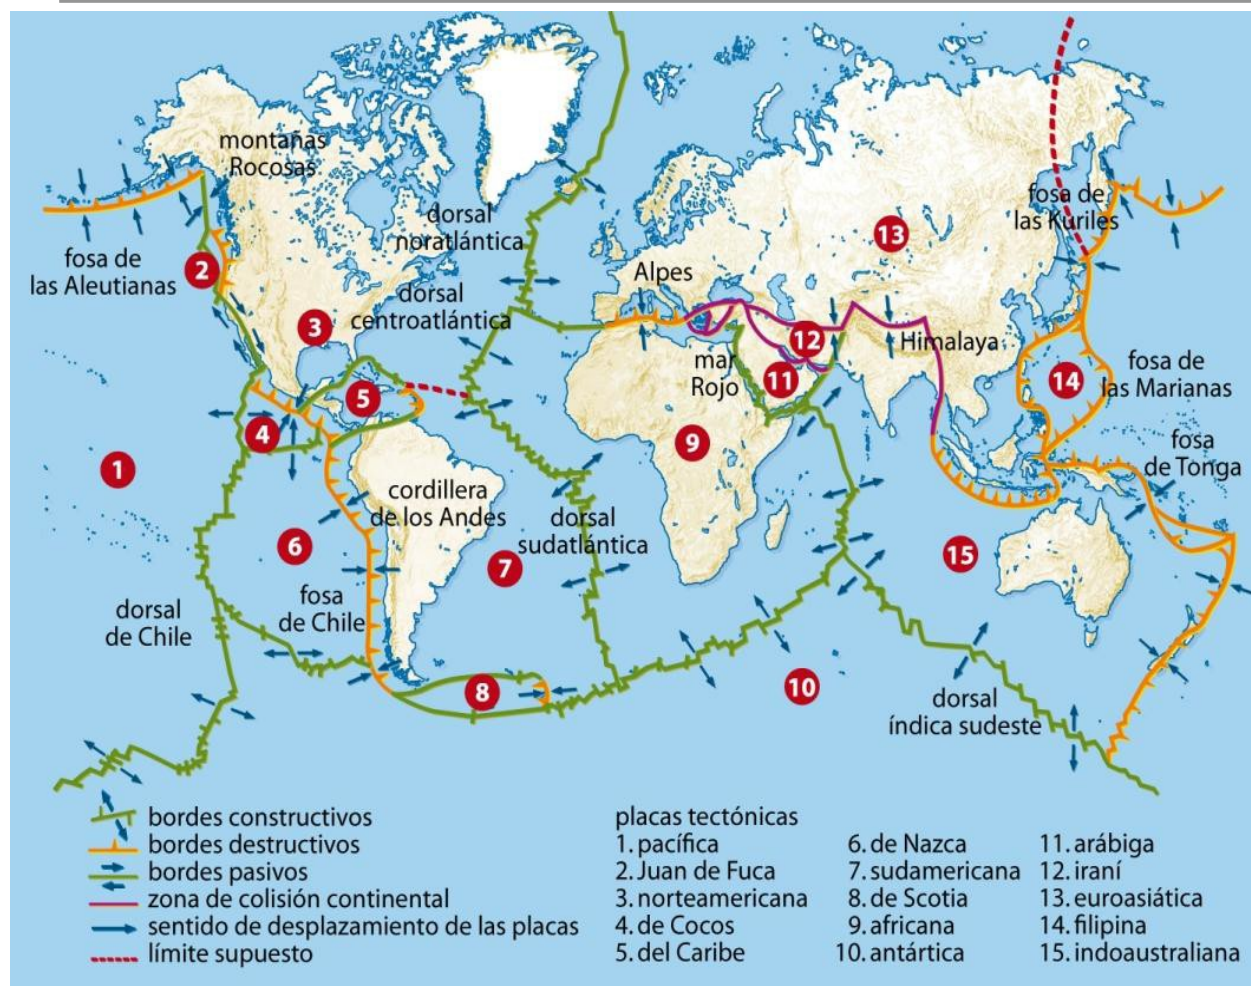 montañas
Rocosas
dorsal
noratlántica
fosa de
las Kuriles
fosa de
las Aleutianas
2
13
Alpes
dorsal
centroatlántica
3
12
Himalaya
mar
Rojo
11
fosa de
las Marianas
14
5
4
9
fosa
de Tonga
1
cordillera
de los Andes
dorsal
sudatlántica
6
7
15
dorsal
de Chile
fosa
de Chile
8
10
dorsal
índica sudeste
bordes constructivos
bordes destructivos
bordes pasivos
zona de colisión continental
sentido de desplazamiento de las placas
límite supuesto
placas tectónicas
1. pacífica
2. Juan de Fuca
3. norteamericana
4. de Cocos
5. del Caribe
6. de Nazca
7. sudamericana
8. de Scotia
9. africana
10. antártica
11. arábiga
12. iraní
13. euroasiática
14. filipina
15. indoaustraliana